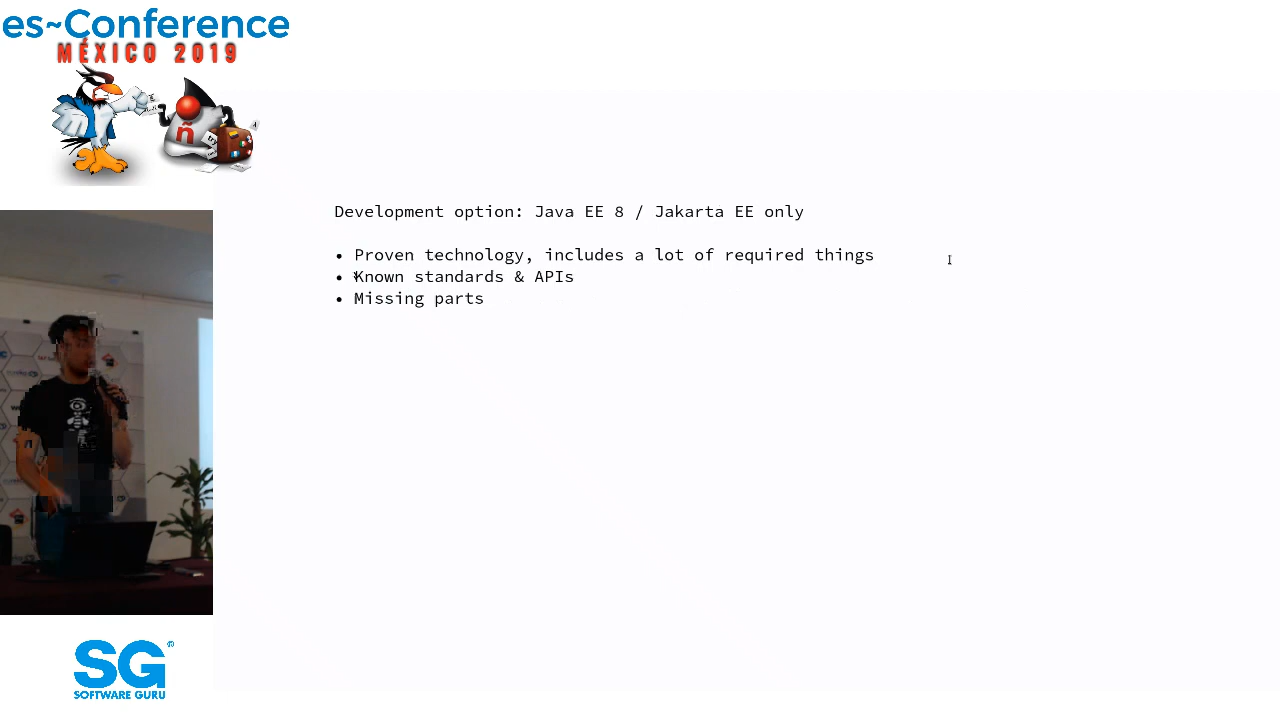 es~Conference
MÉXICO 2019
ñ
try
Development option: Java EE 8 / Jakarta EE only
• Proven technology, includes a lot of required things
• Known standards & APIs
• Missing parts
SG®
SOFTWARE GURU